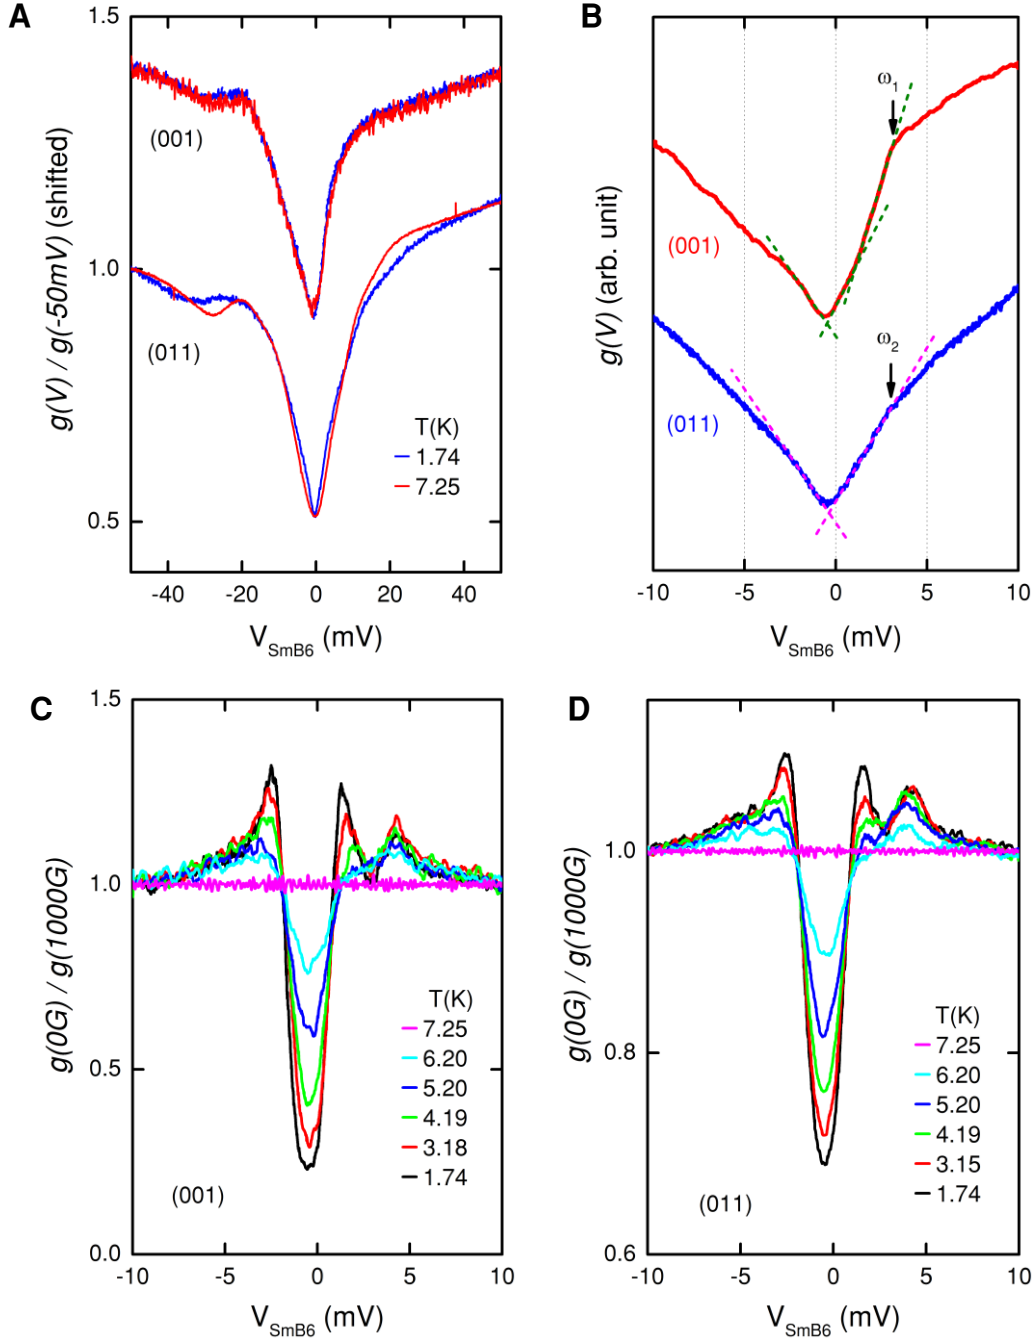 A
1.5
1.0
0.5
g(V) / g(-50mV) (shifted)
(001)
(011)
T(K)
1.74
7.25
-40 -20 0 20 40
V_SmB6 (mV)
B
g(V) (arb. unit)
ω1
(001)
ω2
(011)
-10 -5 0 5 10
V_SmB6 (mV)
C
1.5
1.0
0.5
0.0
g(0G) / g(1000G)
T(K)
7.25
6.20
5.20
4.19
3.18
1.74
(001)
-10 -5 0 5 10
V_SmB6 (mV)
D
1.0
0.8
0.6
g(0G) / g(1000G)
T(K)
7.25
6.20
5.20
4.19
3.15
1.74
(011)
-10 -5 0 5 10
V_SmB6 (mV)